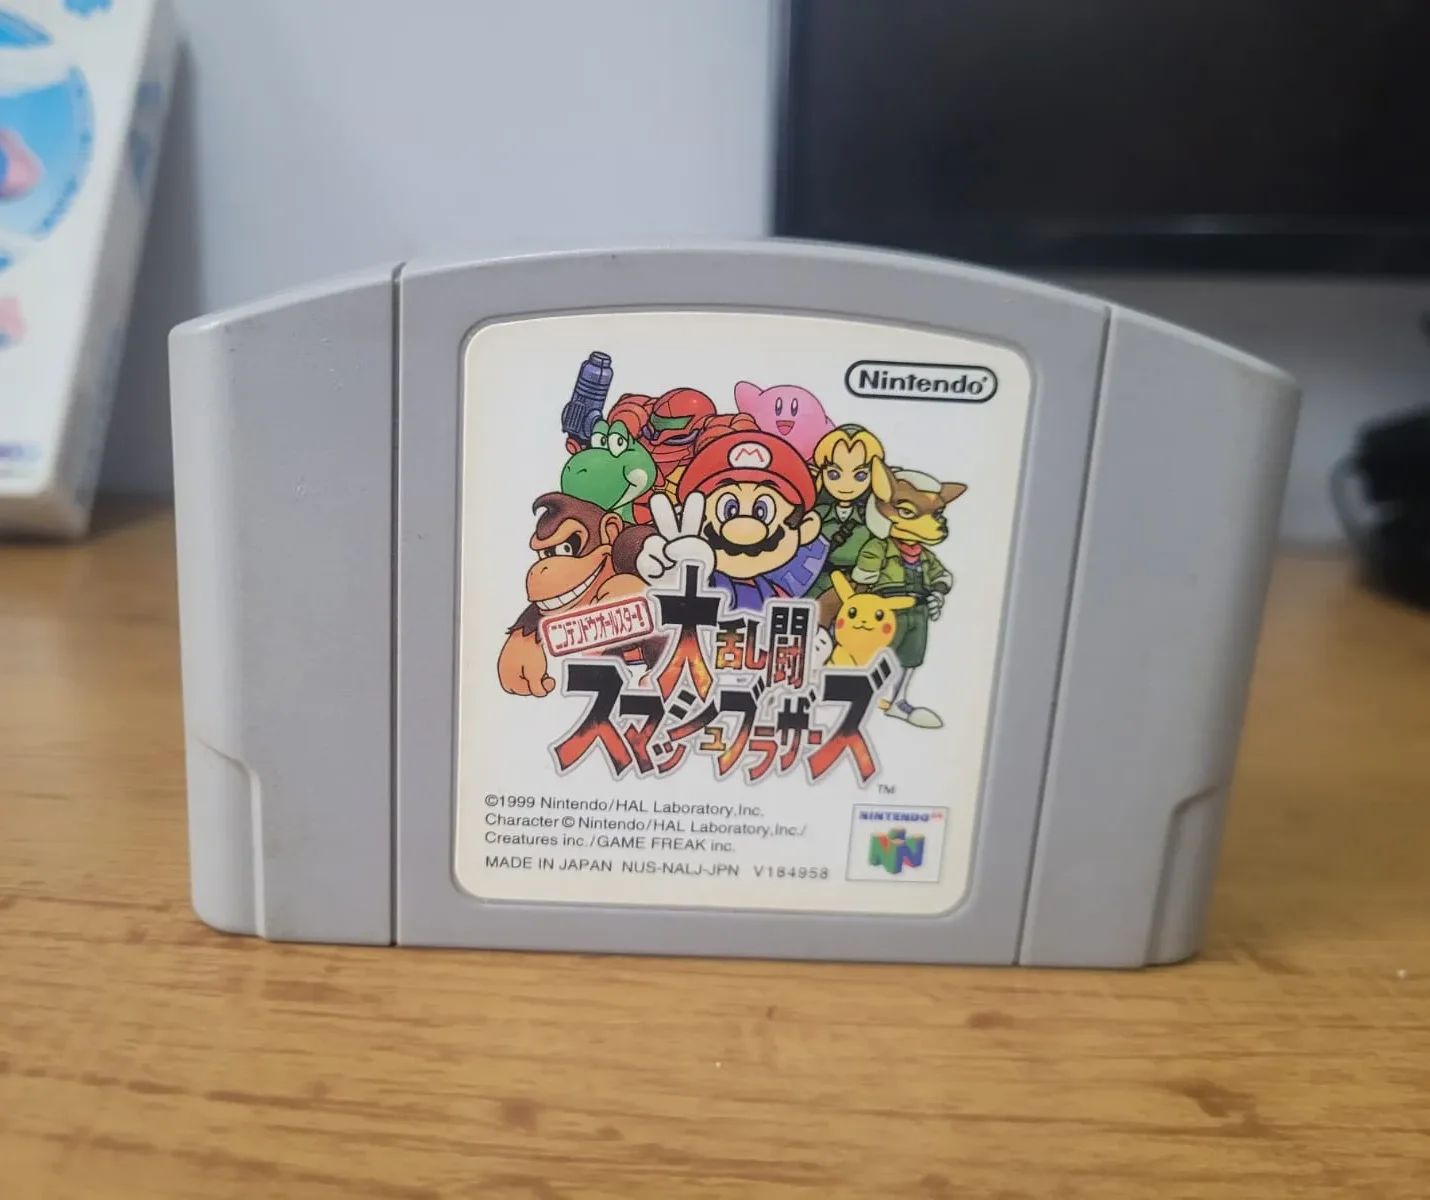 Nintendo
ニンテンドウオールスター!
大乱闘
スマッシュブラザーズ
TM
©1999 Nintendo/HAL Laboratory,Inc.
Character © Nintendo/HAL Laboratory,Inc./
Creatures inc./GAME FREAK inc.
MADE IN JAPAN NUS-NALJ-JPN V184958
NINTENDO64